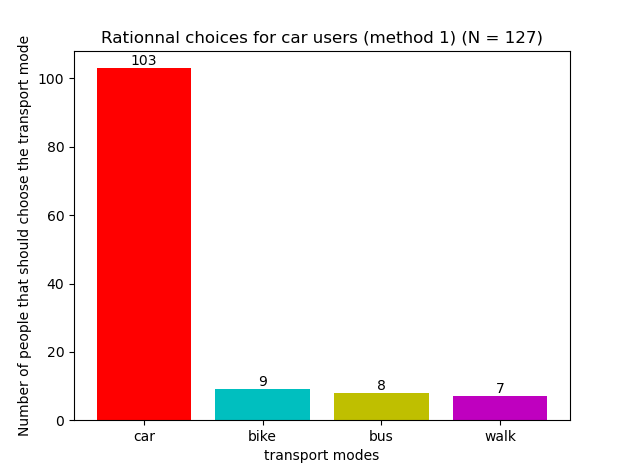 Rationnal choices for car users (method 1) (N = 127)
Number of people that should choose the transport mode
100
80
60
40
20
0
103
9
8
7
car bike bus walk
transport modes